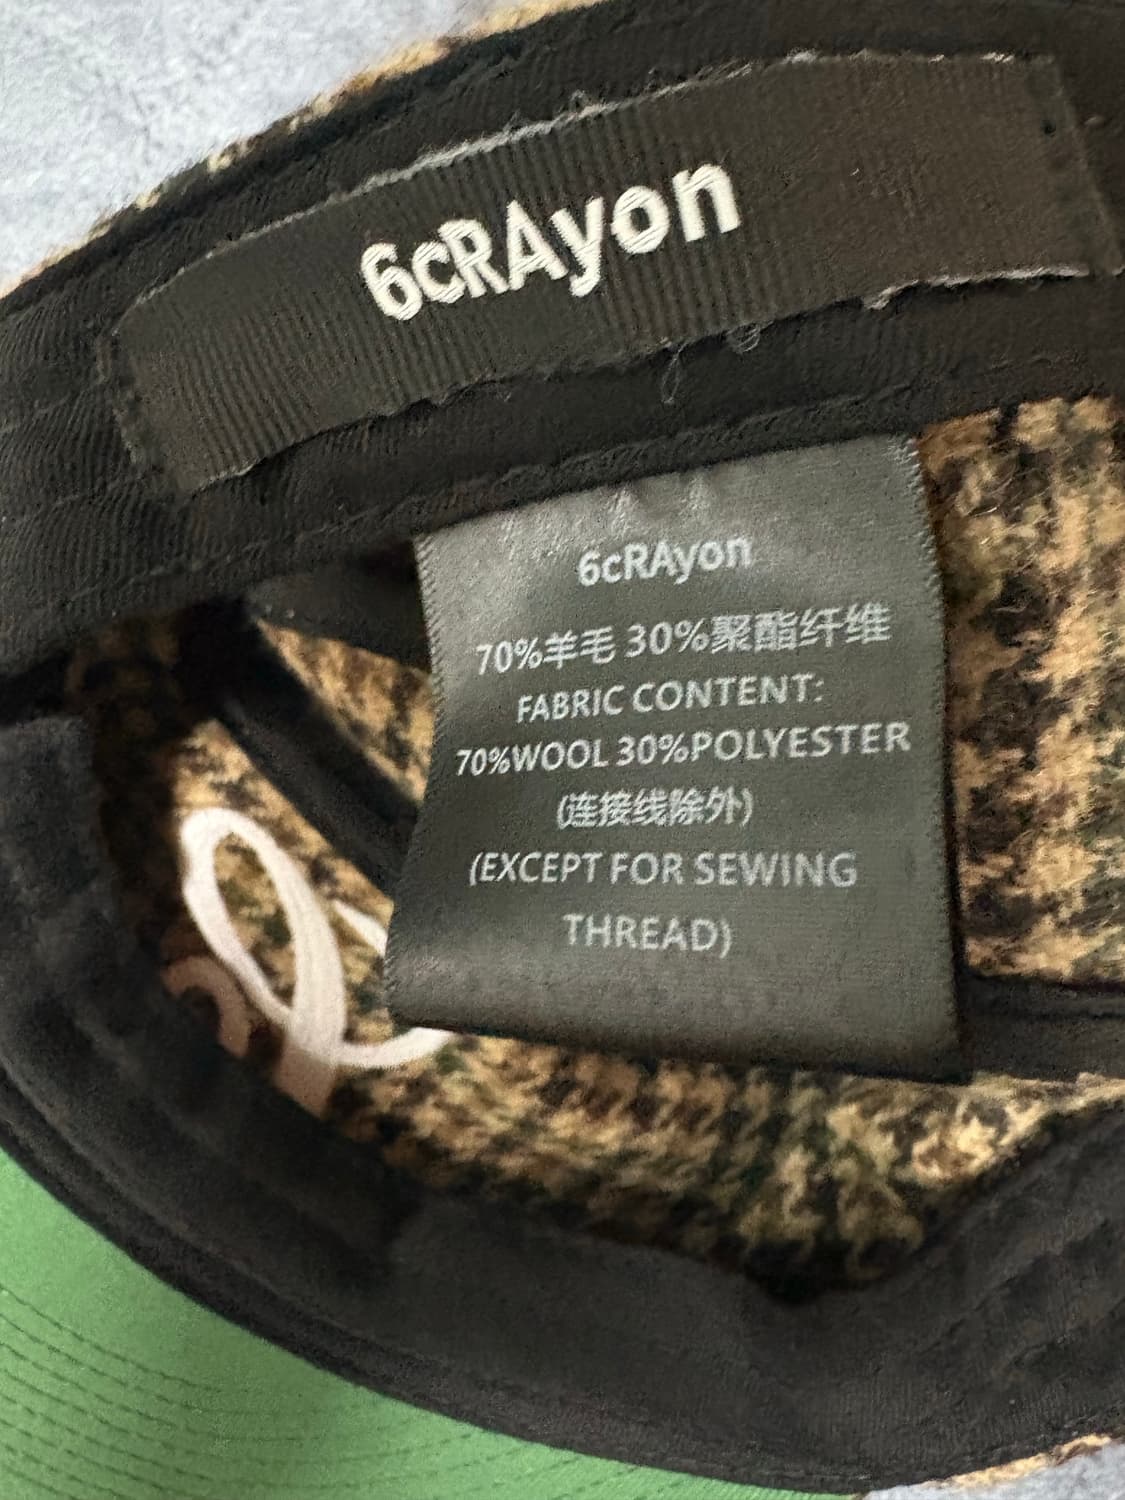 6cRAyon
6cRAyon
70%羊毛 30%聚酯纤维
FABRIC CONTENT:
70%WOOL 30%POLYESTER
(连接线除外)
(EXCEPT FOR SEWING
THREAD)